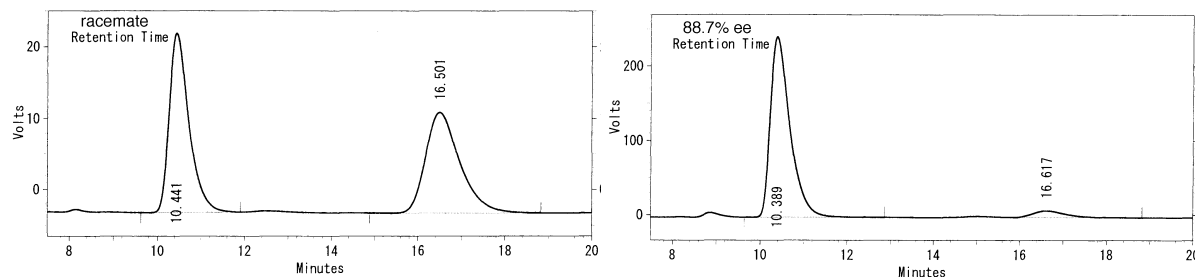 racemate
Retention Time
20
10
0
Volts
10.441
16.501
8 10 12 14 16 18 20
Minutes
88.7% ee
Retention Time
200
100
0
Volts
10.389
16.617
8 10 12 14 16 18 20
Minutes